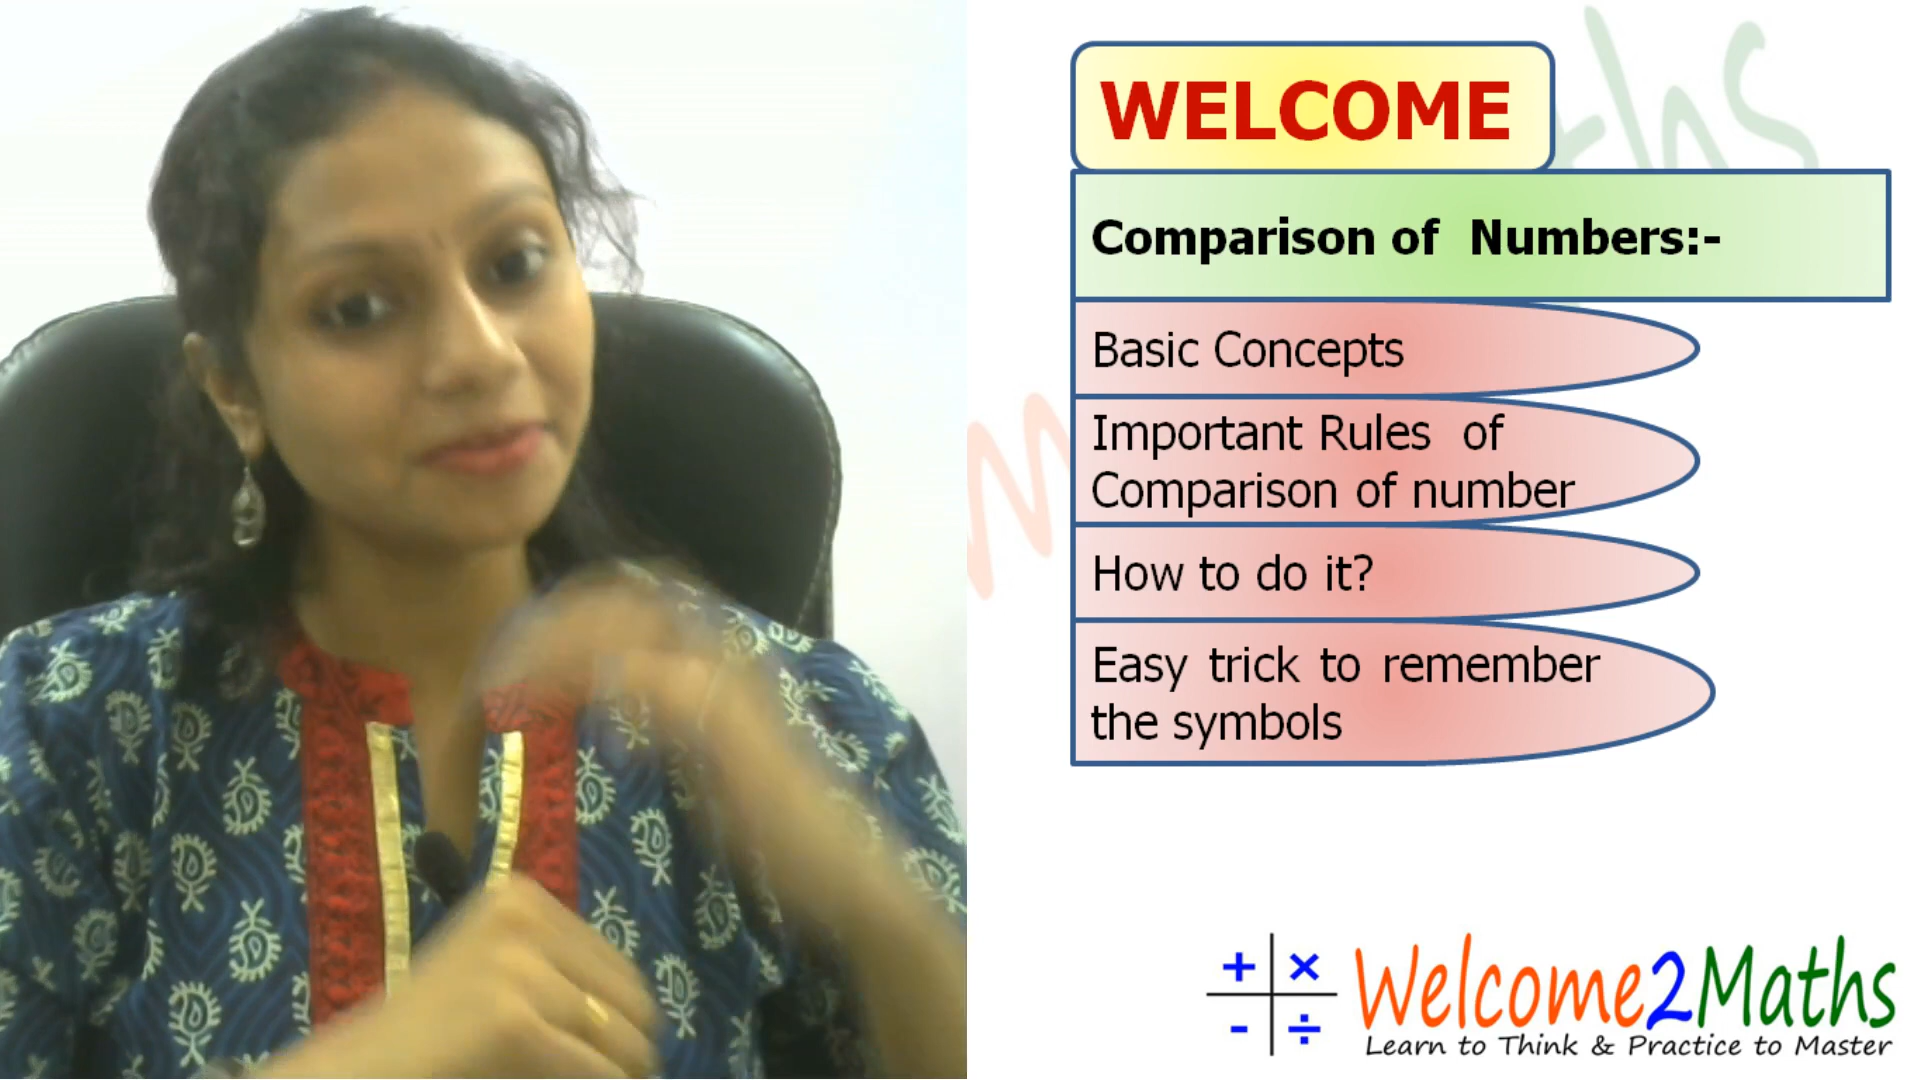 WELCOME
Comparison of Numbers:-
Basic Concepts
Important Rules of
Comparison of number
How to do it?
Easy trick to remember
the symbols
+ ×
- ÷
Welcome2Maths
Learn to Think & Practice to Master